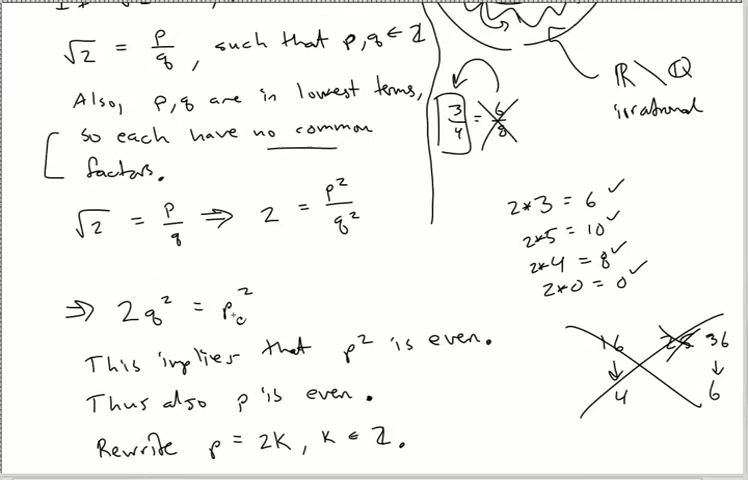 √2 = p/q, such that p,q ∈ ℤ
Also, p,q are in lowest terms,
so each have no common
factors.
√2 = p/q ⇒ 2 = p²/q²
⇒ 2q² = p²
This implies that p² is even.
Thus also p is even.
Rewrite p = 2k, k ∈ ℤ.
ℝ \ ℚ
irrational
3/4 = 6/8
2*3 = 6 ✓
2*5 = 10 ✓
2*4 = 8 ✓
2*0 = 0 ✓
16 25 36
↓ ↓
4 6